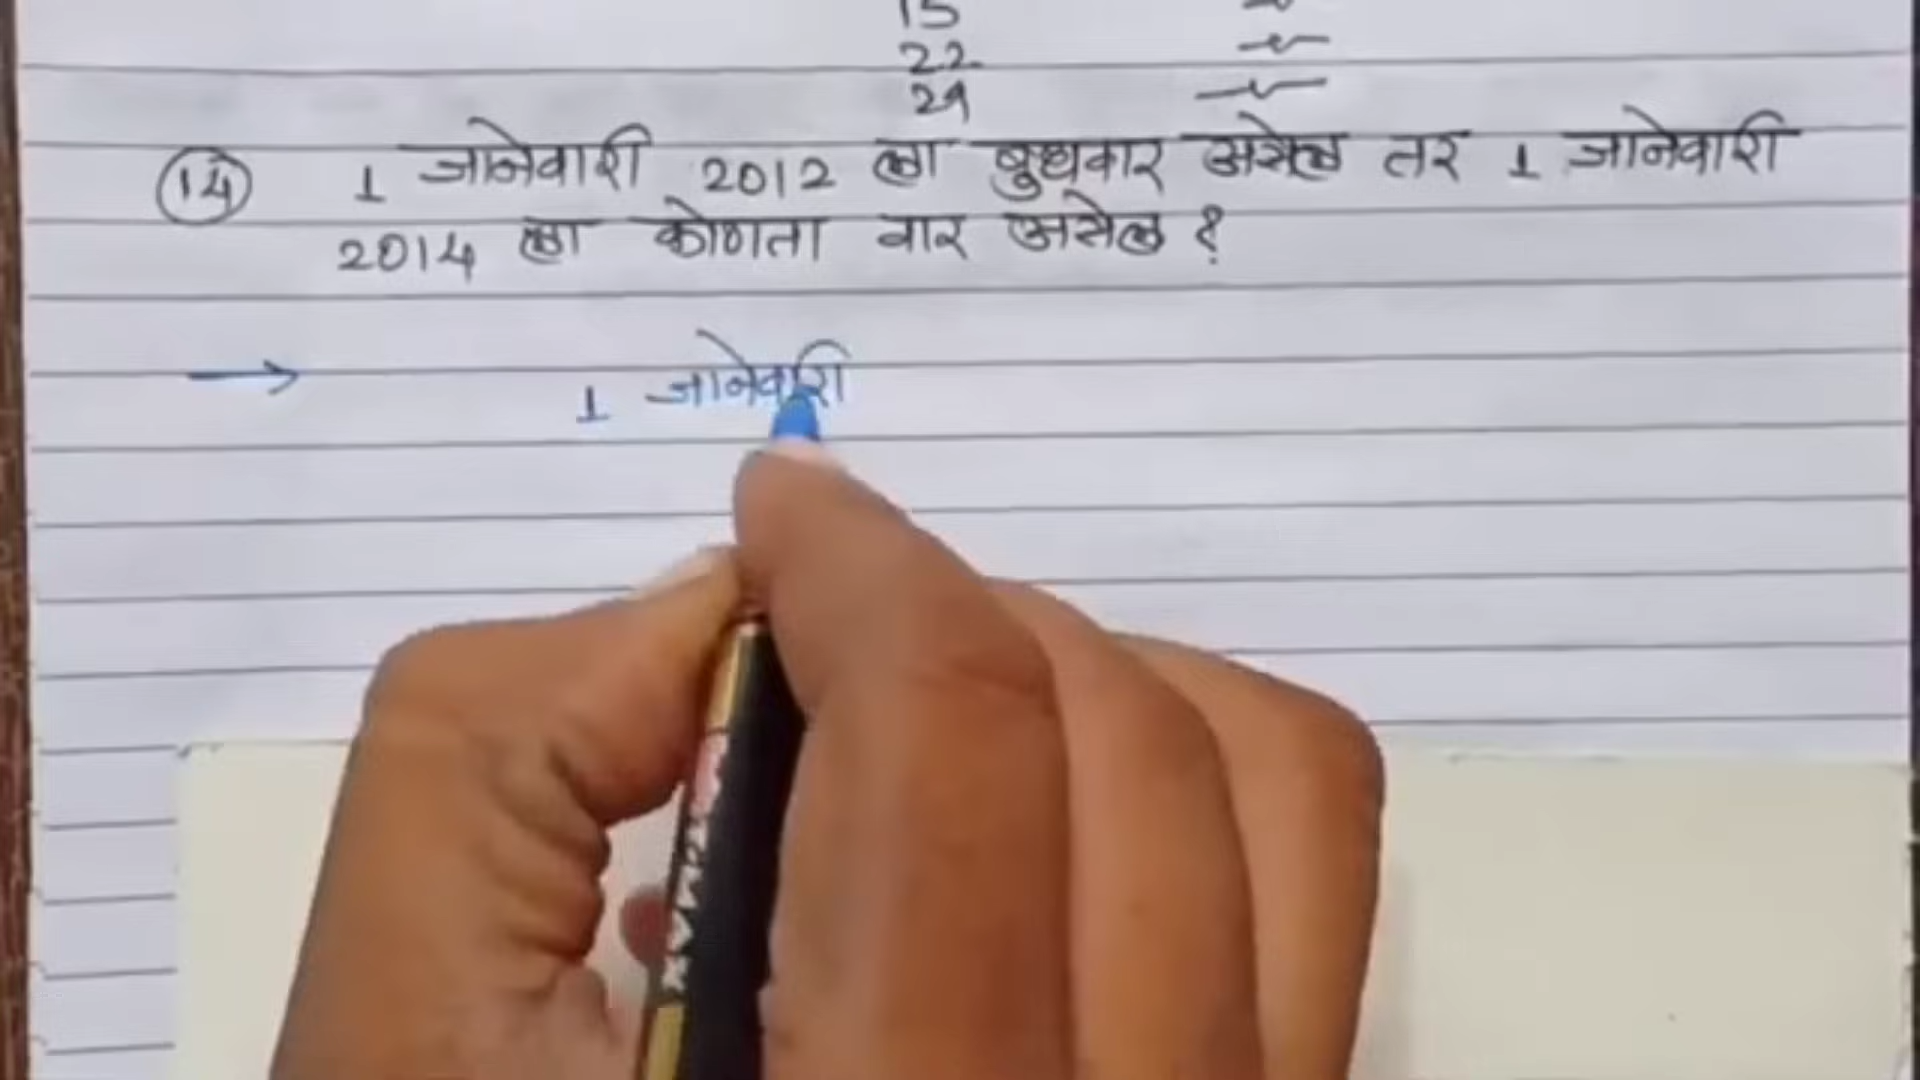 15
22
29
14 1 जानेवारी 2012 ला बुधवार असेल तर 1 जानेवारी
2014 ला कोणता वार असेल ?
→ 1 जानेवारी